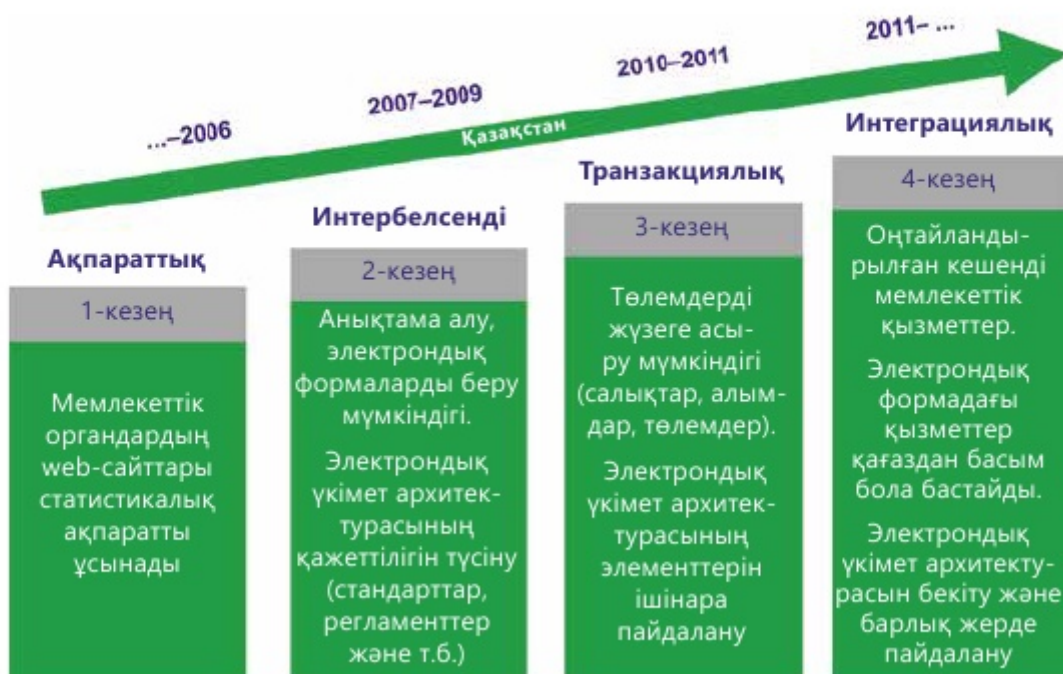 ...–2006
2007–2009
2010–2011
2011– ...
Қазақстан
Ақпараттық
1-кезең
Мемлекеттік
органдардың
web-сайттары
статистикалық
ақпаратты
ұсынады
Интербелсенді
2-кезең
Анықтама алу,
электрондық
формаларды беру
мүмкіндігі.
Электрондық
үкімет архитек-
турасының
қажеттілігін түсіну
(стандарттар,
регламенттер
және т.б.)
Транзакциялық
3-кезең
Төлемдерді
жүзеге асы-
ру мүмкіндігі
(салықтар, алым-
дар, төлемдер).
Электрондық
үкімет архитек-
турасының
элементтерін
ішінара
пайдалану
Интеграциялық
4-кезең
Оңтайланды-
рылған кешенді
мемлекеттік
қызметтер.
Электрондық
формадағы
қызметтер
қағаздан басым
бола бастайды.
Электрондық
үкімет архитекту-
расын бекіту және
барлық жерде
пайдалану